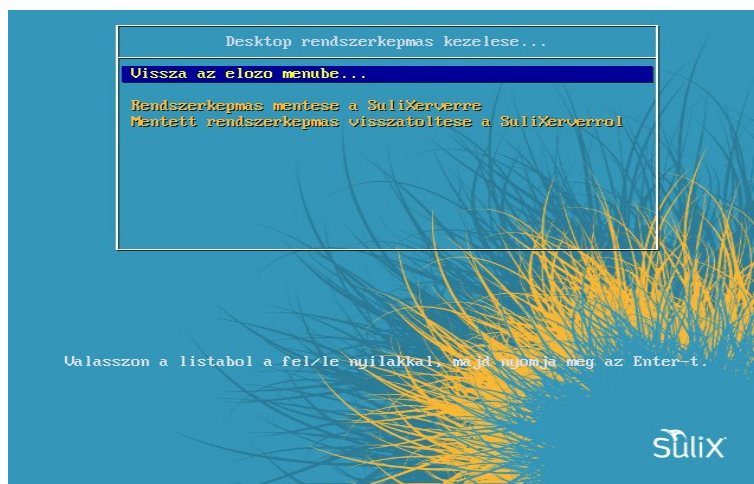 Desktop rendszerkepmas kezelese...
Vissza az elozo menube...
Rendszerkepmas mentese a SuliXerverre
Mentett rendszerkepmas visszatoltese a SuliXerverrol
Valasszon a listabol a fel/le nyilakkal, majd nyomja meg az Enter-t.
SuliX